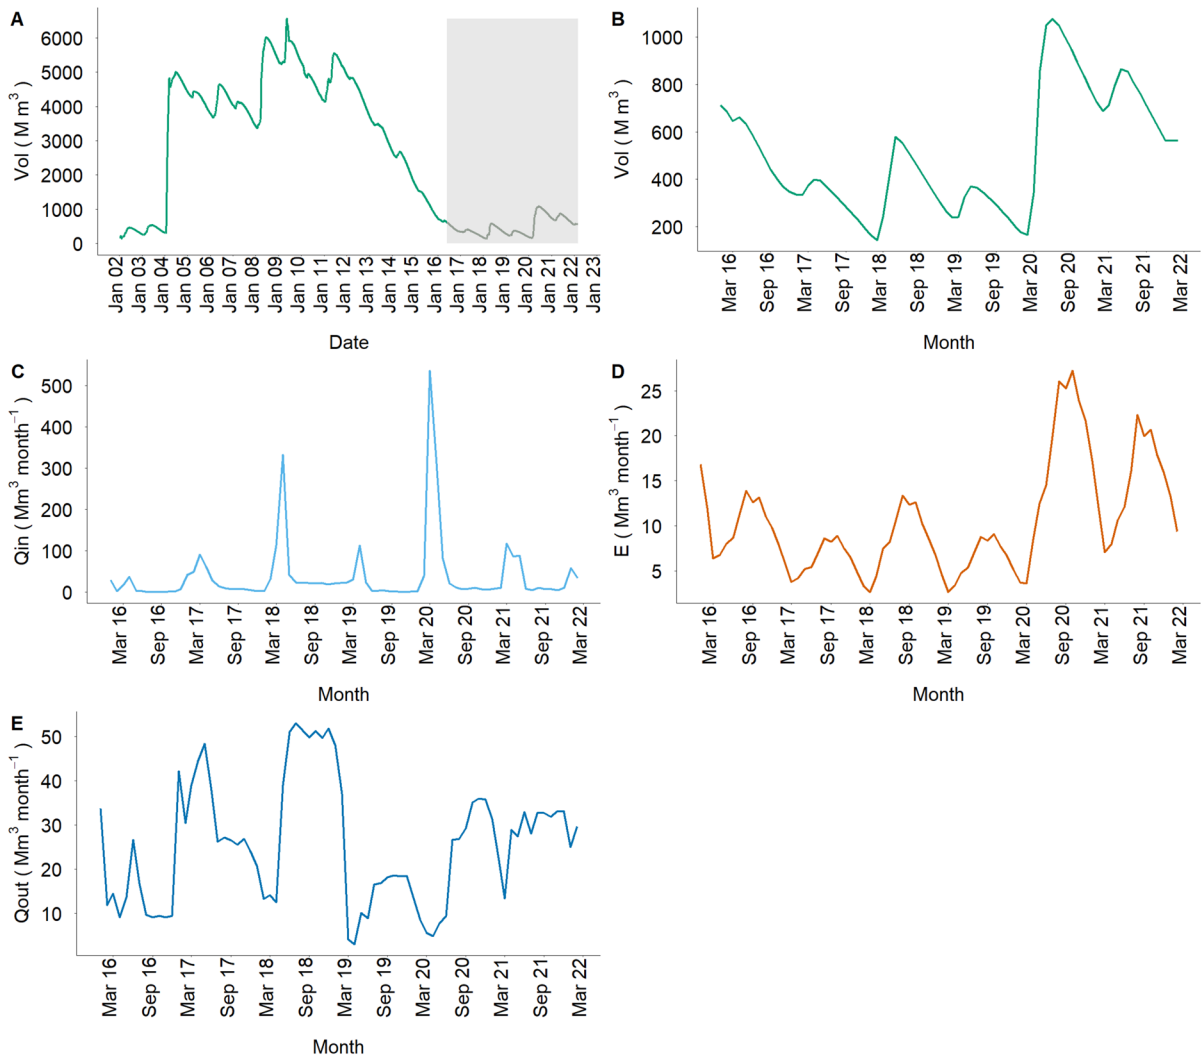 A
Vol ( M m³ )
6000
5000
4000
3000
2000
1000
0
Jan 02
Jan 03
Jan 04
Jan 05
Jan 06
Jan 07
Jan 08
Jan 09
Jan 10
Jan 11
Jan 12
Jan 13
Jan 14
Jan 15
Jan 16
Jan 17
Jan 18
Jan 19
Jan 20
Jan 21
Jan 22
Jan 23
Date
B
Vol ( M m³ )
1000
800
600
400
200
Mar 16
Sep 16
Mar 17
Sep 17
Mar 18
Sep 18
Mar 19
Sep 19
Mar 20
Sep 20
Mar 21
Sep 21
Mar 22
Month
C
Qin ( Mm³ month⁻¹ )
500
400
300
200
100
0
Mar 16
Sep 16
Mar 17
Sep 17
Mar 18
Sep 18
Mar 19
Sep 19
Mar 20
Sep 20
Mar 21
Sep 21
Mar 22
Month
D
E ( Mm³ month⁻¹ )
25
20
15
10
5
Mar 16
Sep 16
Mar 17
Sep 17
Mar 18
Sep 18
Mar 19
Sep 19
Mar 20
Sep 20
Mar 21
Sep 21
Mar 22
Month
E
Qout ( Mm³ month⁻¹ )
50
40
30
20
10
Mar 16
Sep 16
Mar 17
Sep 17
Mar 18
Sep 18
Mar 19
Sep 19
Mar 20
Sep 20
Mar 21
Sep 21
Mar 22
Month